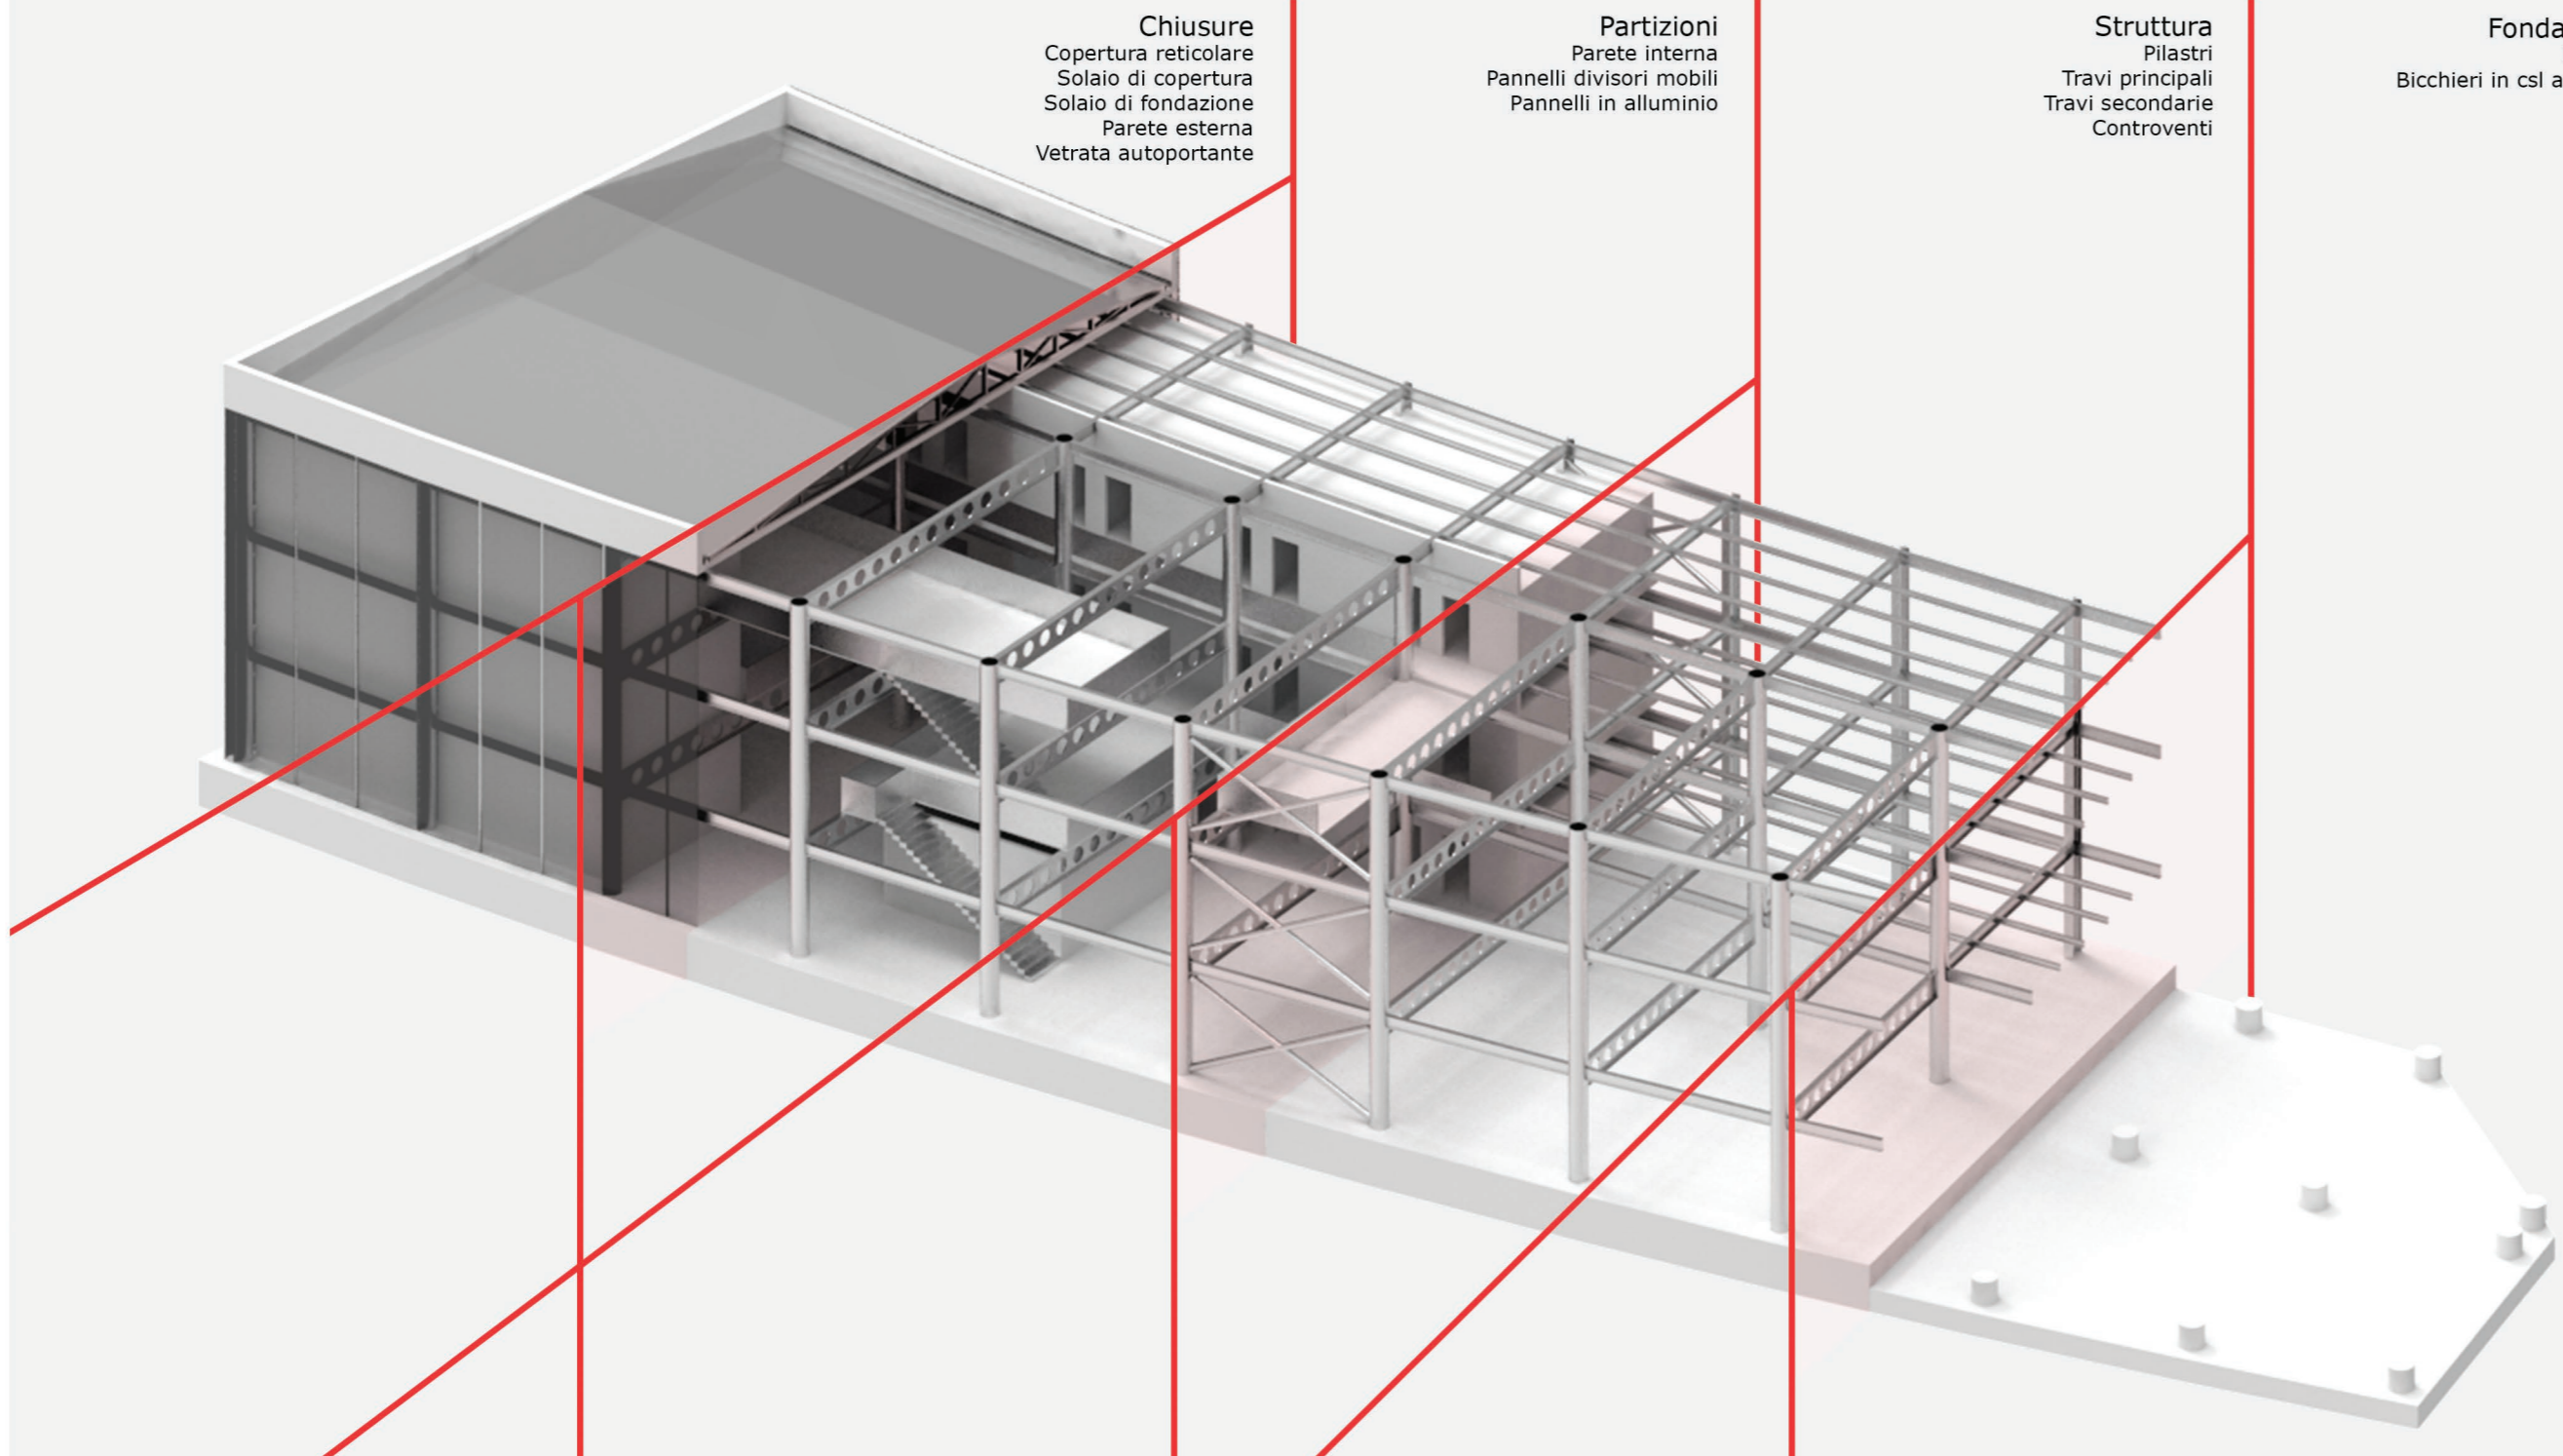 Chiusure
Copertura reticolare
Solaio di copertura
Solaio di fondazione
Parete esterna
Vetrata autoportante
Partizioni
Parete interna
Pannelli divisori mobili
Pannelli in alluminio
Struttura
Pilastri
Travi principali
Travi secondarie
Controventi
Fonda
Bicchieri in csl a